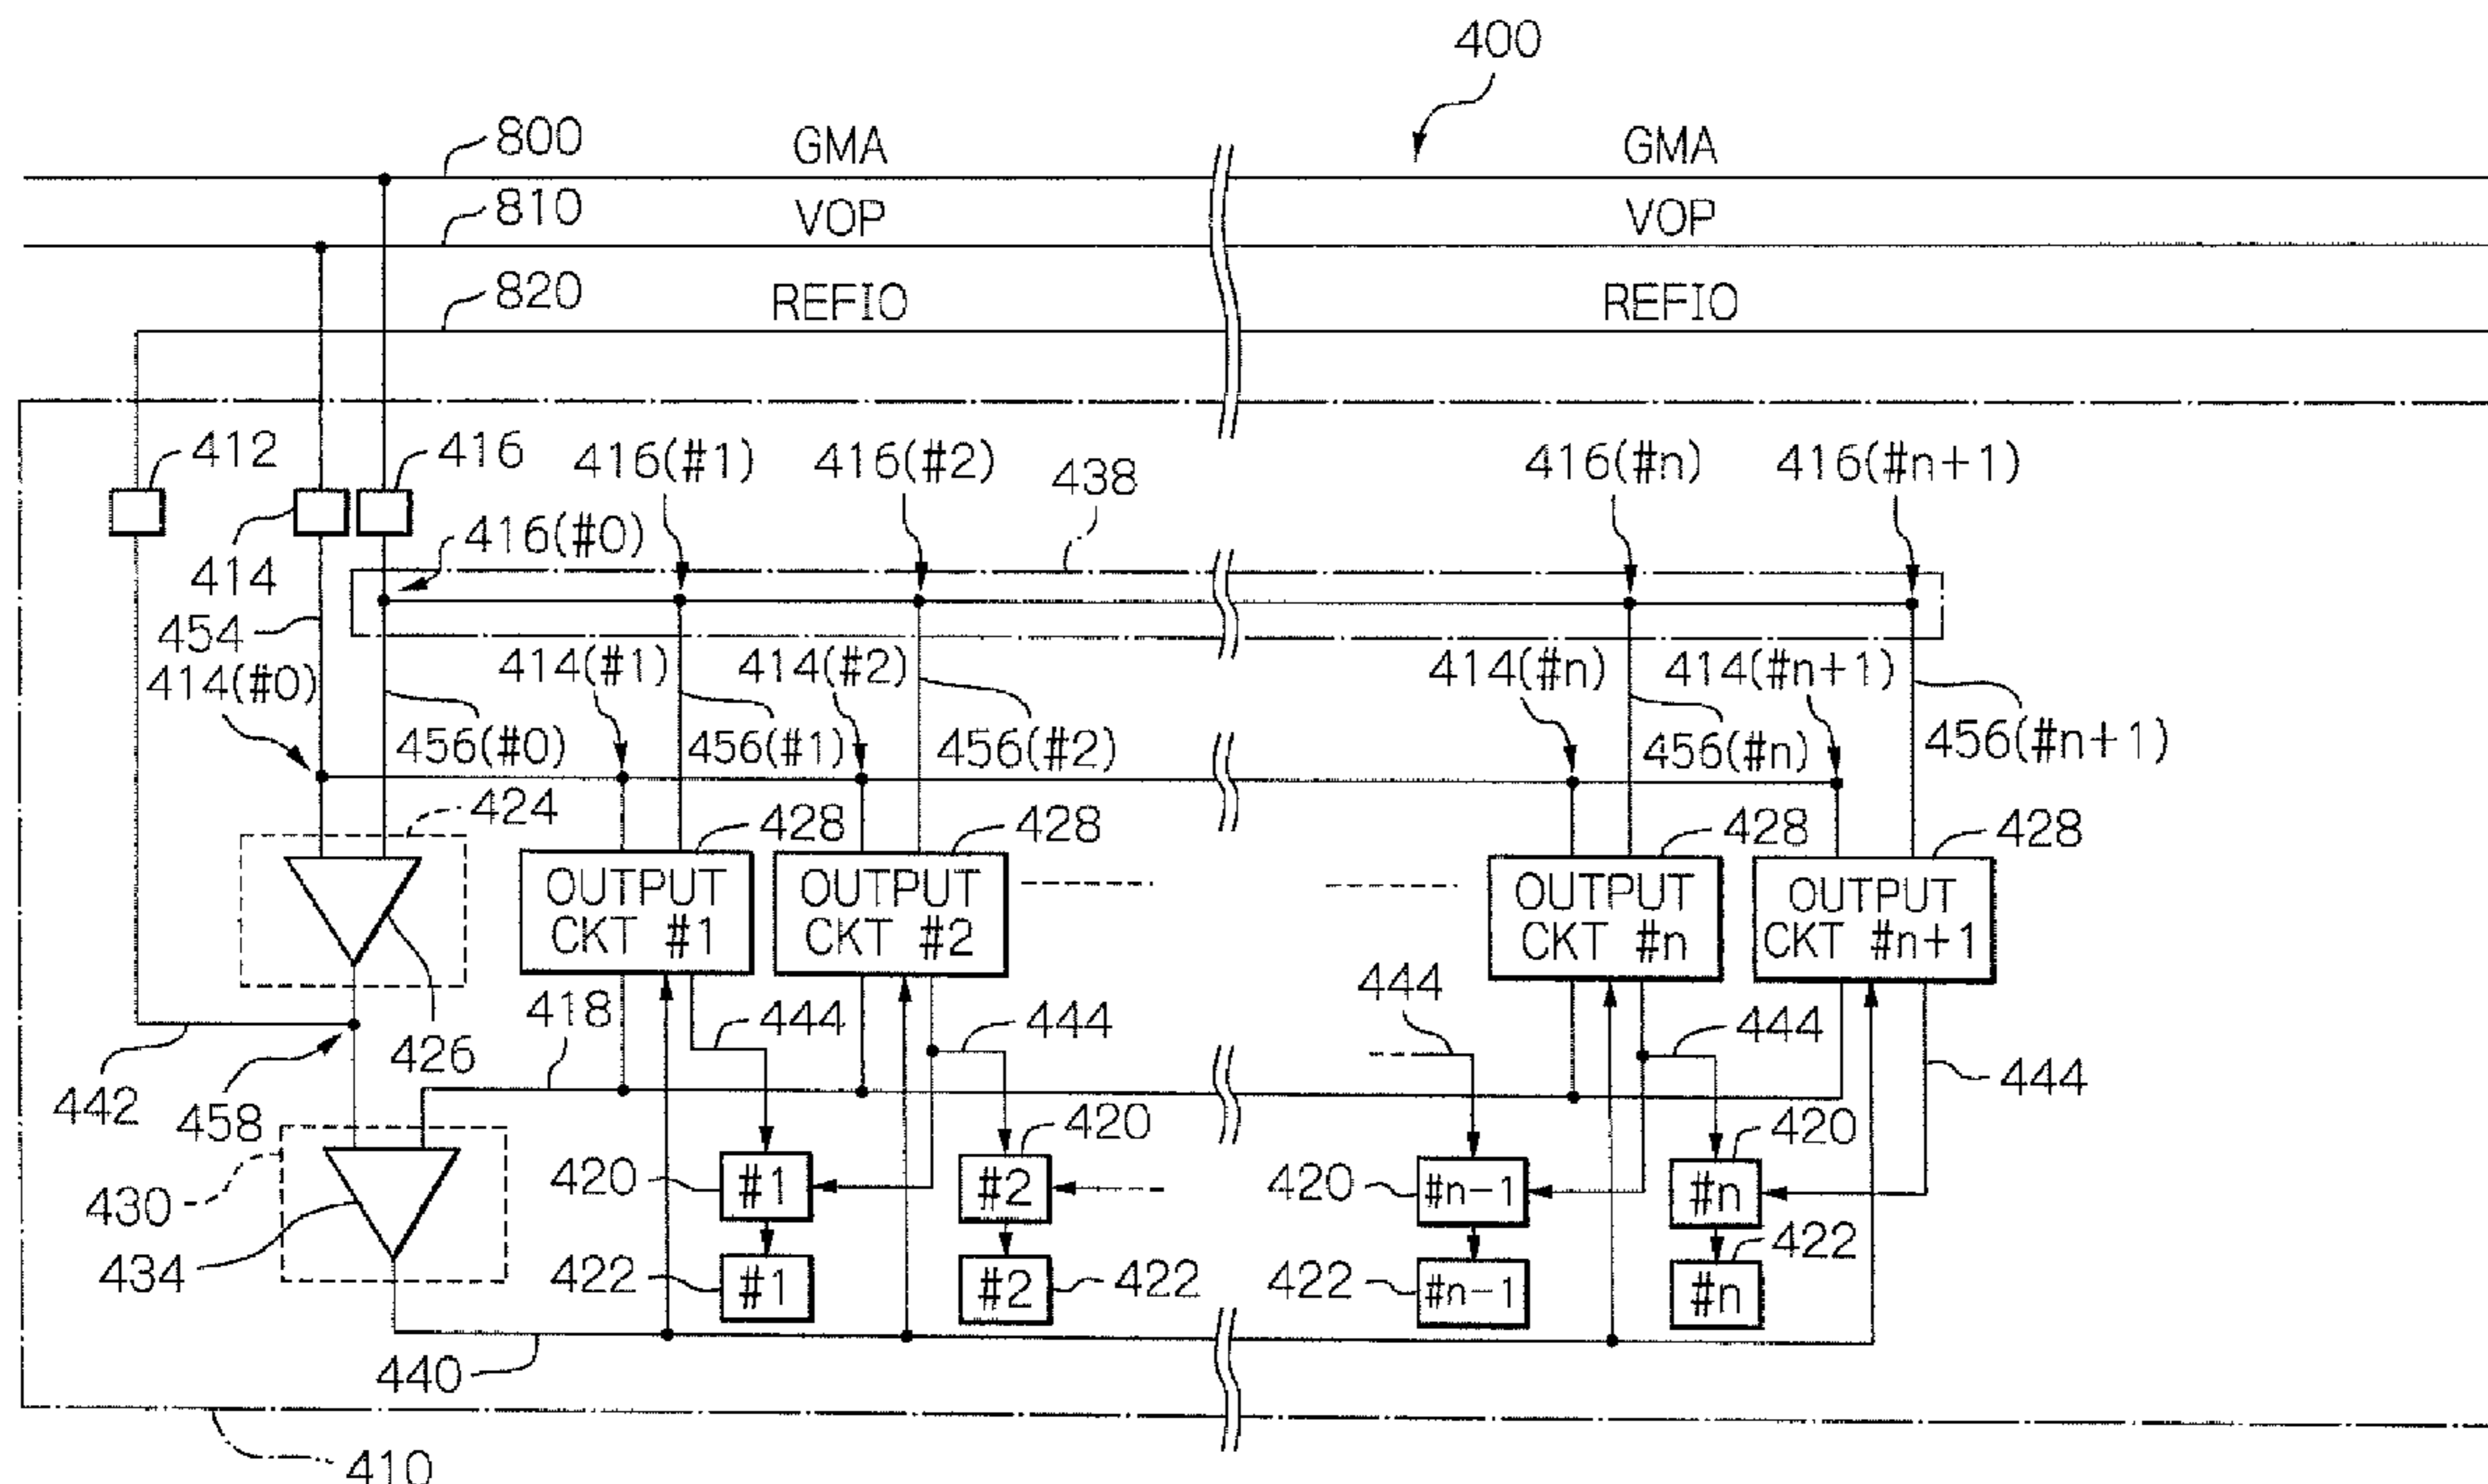 400
800 GMA GMA
810 VOP VOP
820 REFIO REFIO
412 416 416(#1) 416(#2) 438 416(#n) 416(#n+1)
414 416(#0)
454
414(#0) 414(#1) 414(#2) 414(#n) 414(#n+1)
456(#0) 456(#1) 456(#2) 456(#n) 456(#n+1)
424 428 428 428 428
OUTPUT CKT #1
OUTPUT CKT #2
OUTPUT CKT #n
OUTPUT CKT #n+1
426 418 444 444 444 444 444
442 458
430 420 #1 #2 420 420 #n-1 #n 420
434 422 #1 #2 422 422 #n-1 #n 422
440
410